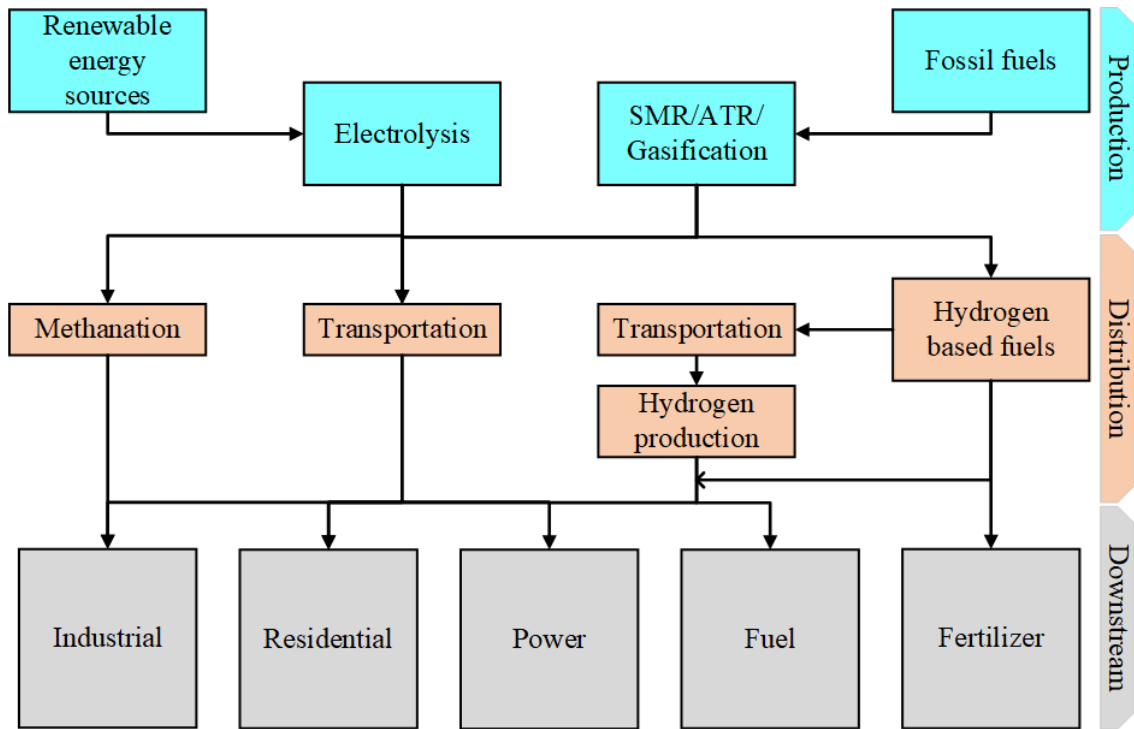 Renewable
energy
sources
Electrolysis
SMR/ATR/
Gasification
Fossil fuels
Production
Methanation
Transportation
Transportation
Hydrogen
based fuels
Hydrogen
production
Distribution
Industrial
Residential
Power
Fuel
Fertilizer
Downstream